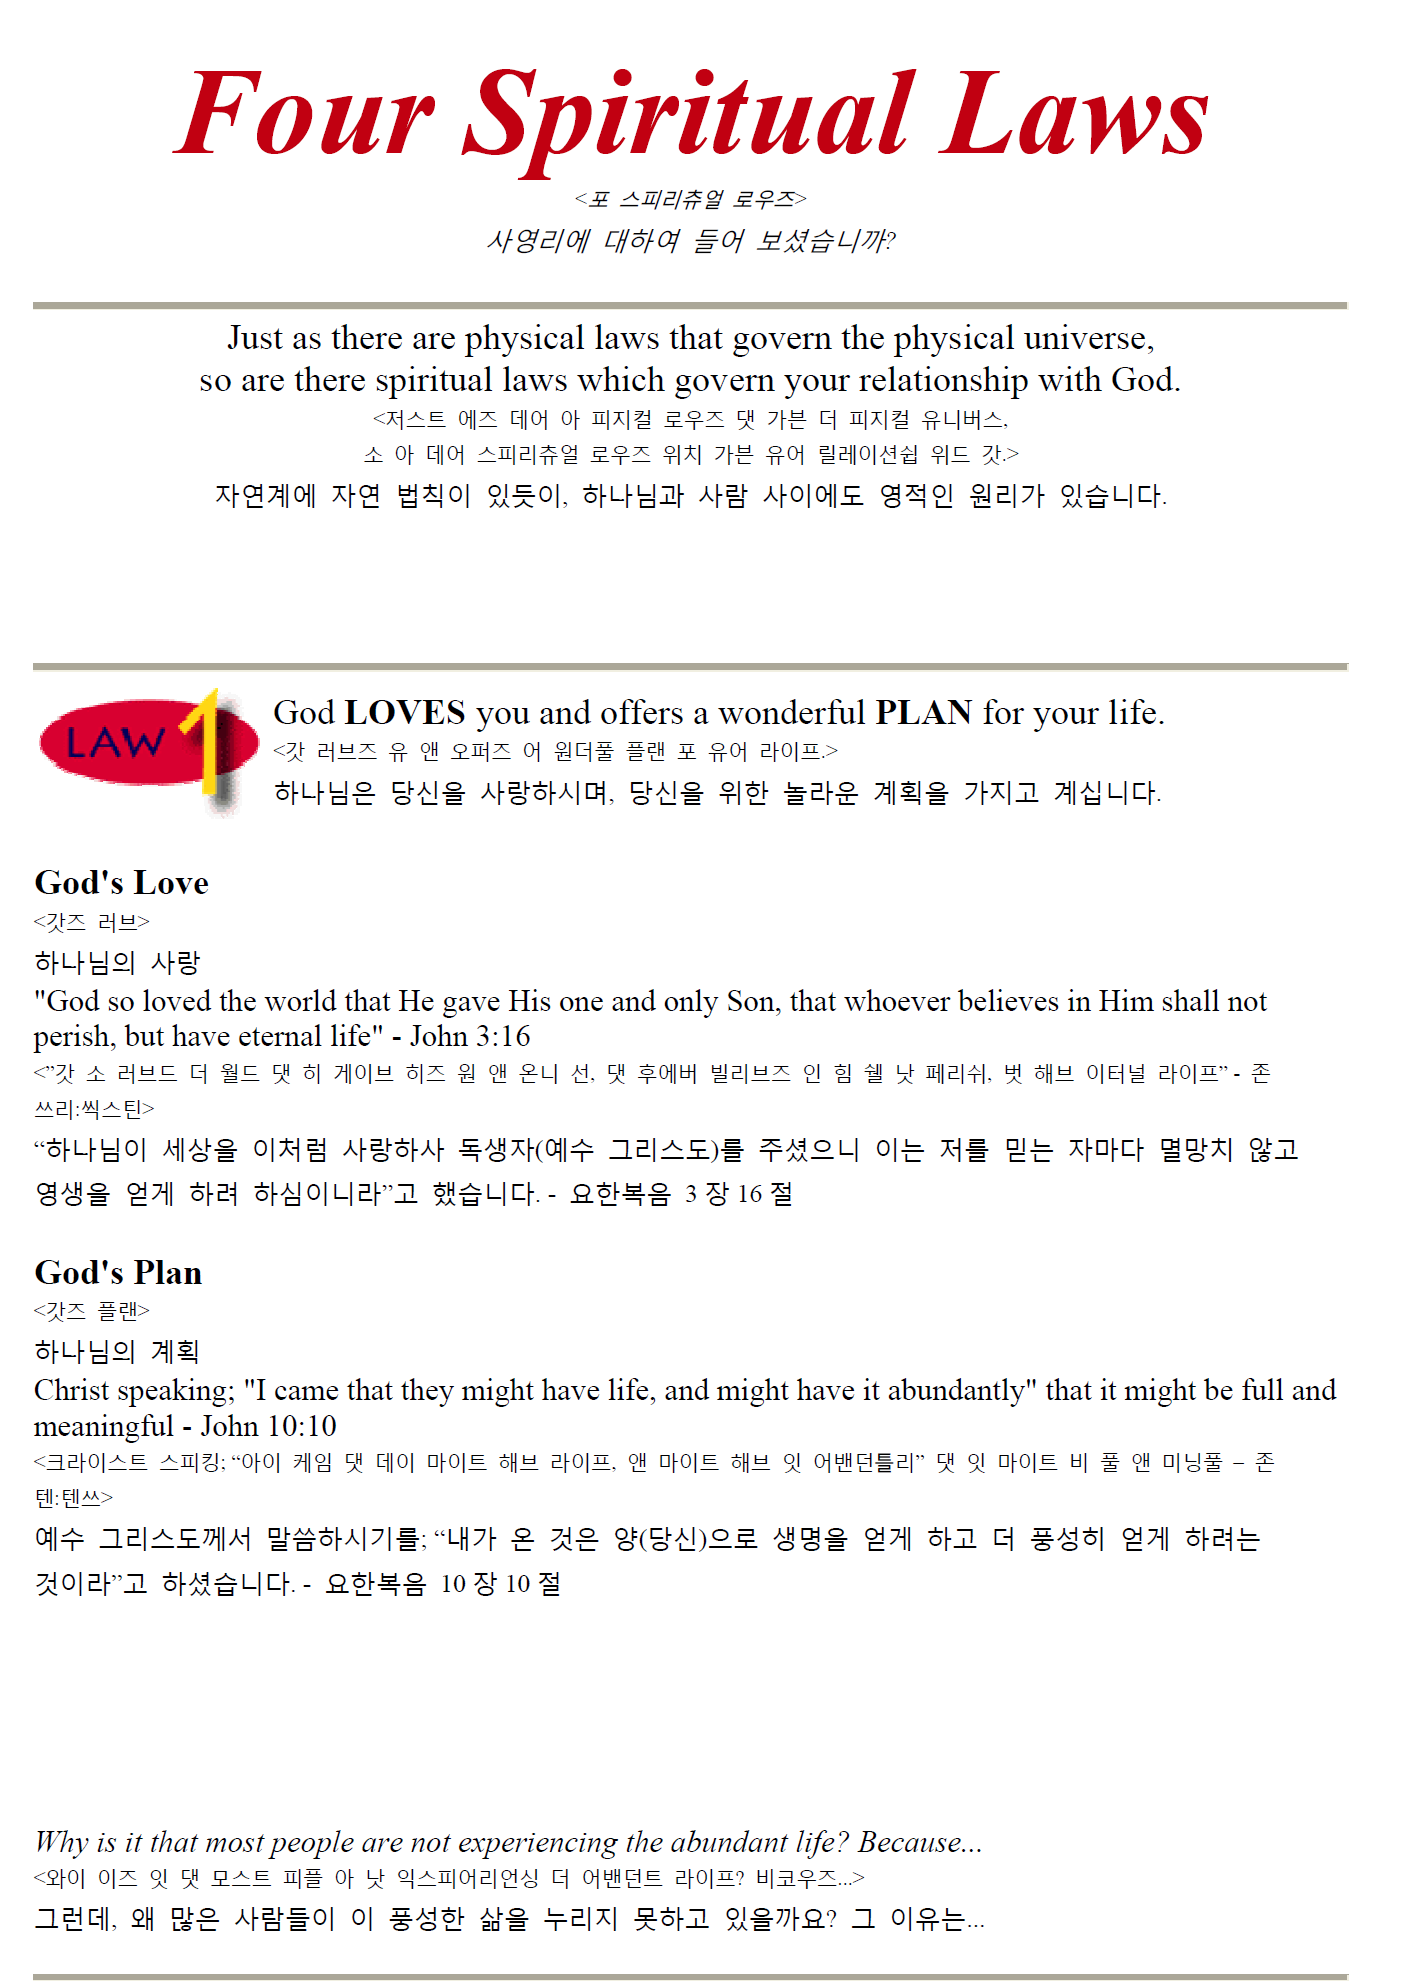 Four Spiritual Laws
<포 스피리츄얼 로우즈>
사영리에 대하여 들어 보셨습니까?
Just as there are physical laws that govern the physical universe,
so are there spiritual laws which govern your relationship with God.
<저스트 에즈 데어 아 피지컬 로우즈 댓 가븐 더 피지컬 유니버스,
소 아 데어 스피리츄얼 로우즈 위치 가븐 유어 릴레이션쉽 위드 갓.>
자연계에 자연 법칙이 있듯이, 하나님과 사람 사이에도 영적인 원리가 있습니다.
LAW 1
God LOVES you and offers a wonderful PLAN for your life.
<갓 러브즈 유 앤 오퍼즈 어 원더풀 플랜 포 유어 라이프.>
하나님은 당신을 사랑하시며, 당신을 위한 놀라운 계획을 가지고 계십니다.
God's Love
<갓즈 러브>
하나님의 사랑
"God so loved the world that He gave His one and only Son, that whoever believes in Him shall not
perish, but have eternal life" - John 3:16
<”갓 소 러브드 더 월드 댓 히 게이브 히즈 원 앤 온니 선, 댓 후에버 빌리브즈 인 힘 쉘 낫 페리쉬, 벗 해브 이터널 라이프” - 존
쓰리:씩스틴>
“하나님이 세상을 이처럼 사랑하사 독생자(예수 그리스도)를 주셨으니 이는 저를 믿는 자마다 멸망치 않고
영생을 얻게 하려 하심이니라”고 했습니다. - 요한복음 3 장 16 절
God's Plan
<갓즈 플랜>
하나님의 계획
Christ speaking; "I came that they might have life, and might have it abundantly" that it might be full and
meaningful - John 10:10
<크라이스트 스피킹; “아이 케임 댓 데이 마이트 해브 라이프, 앤 마이트 해브 잇 어밴던틀리” 댓 잇 마이트 비 풀 앤 미닝풀 – 존
텐:텐쓰>
예수 그리스도께서 말씀하시기를; “내가 온 것은 양(당신)으로 생명을 얻게 하고 더 풍성히 얻게 하려는
것이라”고 하셨습니다. - 요한복음 10 장 10 절
Why is it that most people are not experiencing the abundant life? Because...
<와이 이즈 잇 댓 모스트 피플 아 낫 익스피어리언싱 더 어밴던트 라이프? 비코우즈...>
그런데, 왜 많은 사람들이 이 풍성한 삶을 누리지 못하고 있을까요? 그 이유는...